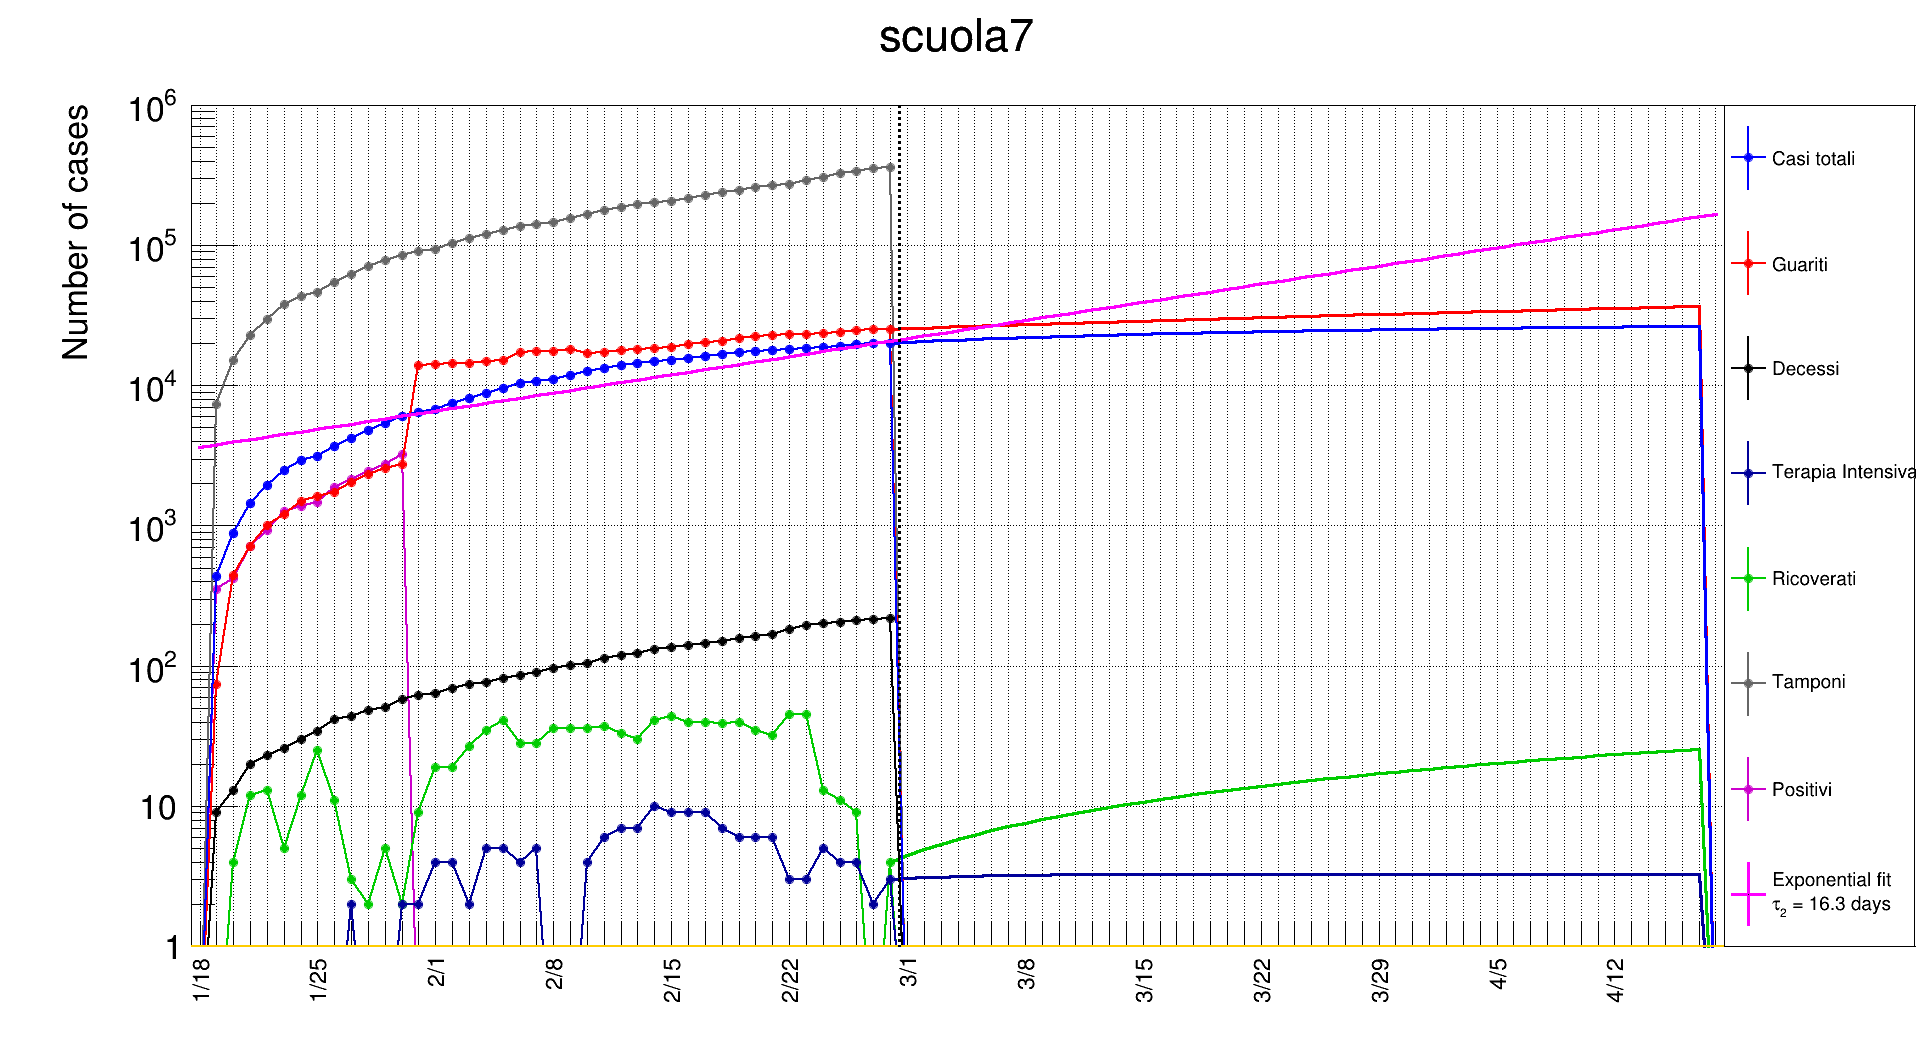 scuola7
Number of cases
10^6
10^5
10^4
10^3
10^2
10
1
1/18
1/25
2/1
2/8
2/15
2/22
3/1
3/8
3/15
3/22
3/29
4/5
4/12
Casi totali
Guariti
Decessi
Terapia Intensiva
Ricoverati
Tamponi
Positivi
Exponential fit
τ₂ = 16.3 days